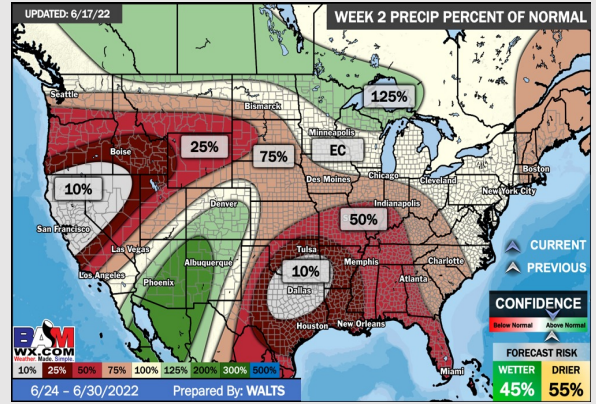 UPDATED: 6/17/22
WEEK 2 PRECIP PERCENT OF NORMAL
Seattle
125%
Bismarck
Minneapolis
Boise
25%
75%
EC
Boston
10%
Des Moines
Chicago
Cleveland
New York City
Denver
Indianapolis
50%
San Francisco
Las Vegas
Tulsa
CURRENT
Los Angeles
Albuquerque
10%
Memphis
Charlotte
PREVIOUS
Phoenix
Dallas
Atlanta
CONFIDENCE
Houston
New Orleans
Below Normal
Above Normal
BAM
WX.COM
Weather. Made. Simple.
Miami
FORECAST RISK
10% 25% 50% 75% 100% 125% 200% 300% 500%
WETTER
DRIER
6/24 – 6/30/2022
Prepared By: WALTS
45%
55%